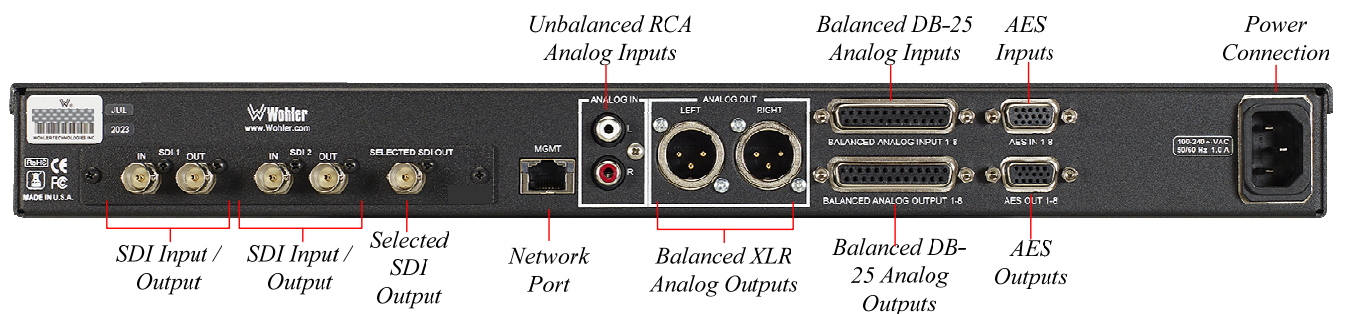 Unbalanced RCA
Analog Inputs
Balanced DB-25
Analog Inputs
AES
Inputs
Power
Connection
W
WOHLER TECHNOLOGIES INC
JUL
2023
Wohler
www.Wohler.com
RoHS
CE
FC
MADE IN U.S.A.
IN SDI 1 OUT
IN SDI 2 OUT
SELECTED SDI OUT
MGMT
ANALOG IN
L
R
ANALOG OUT
LEFT
RIGHT
BALANCED ANALOG INPUT 1-8
BALANCED ANALOG OUTPUT 1-8
AES IN 1-8
AES OUT 1-8
100-240 ~ VAC
50/60 Hz 1.0 A
SDI Input /
Output
SDI Input /
Output
Selected
SDI
Output
Network
Port
Balanced XLR
Analog Outputs
Balanced DB-
25 Analog
Outputs
AES
Outputs